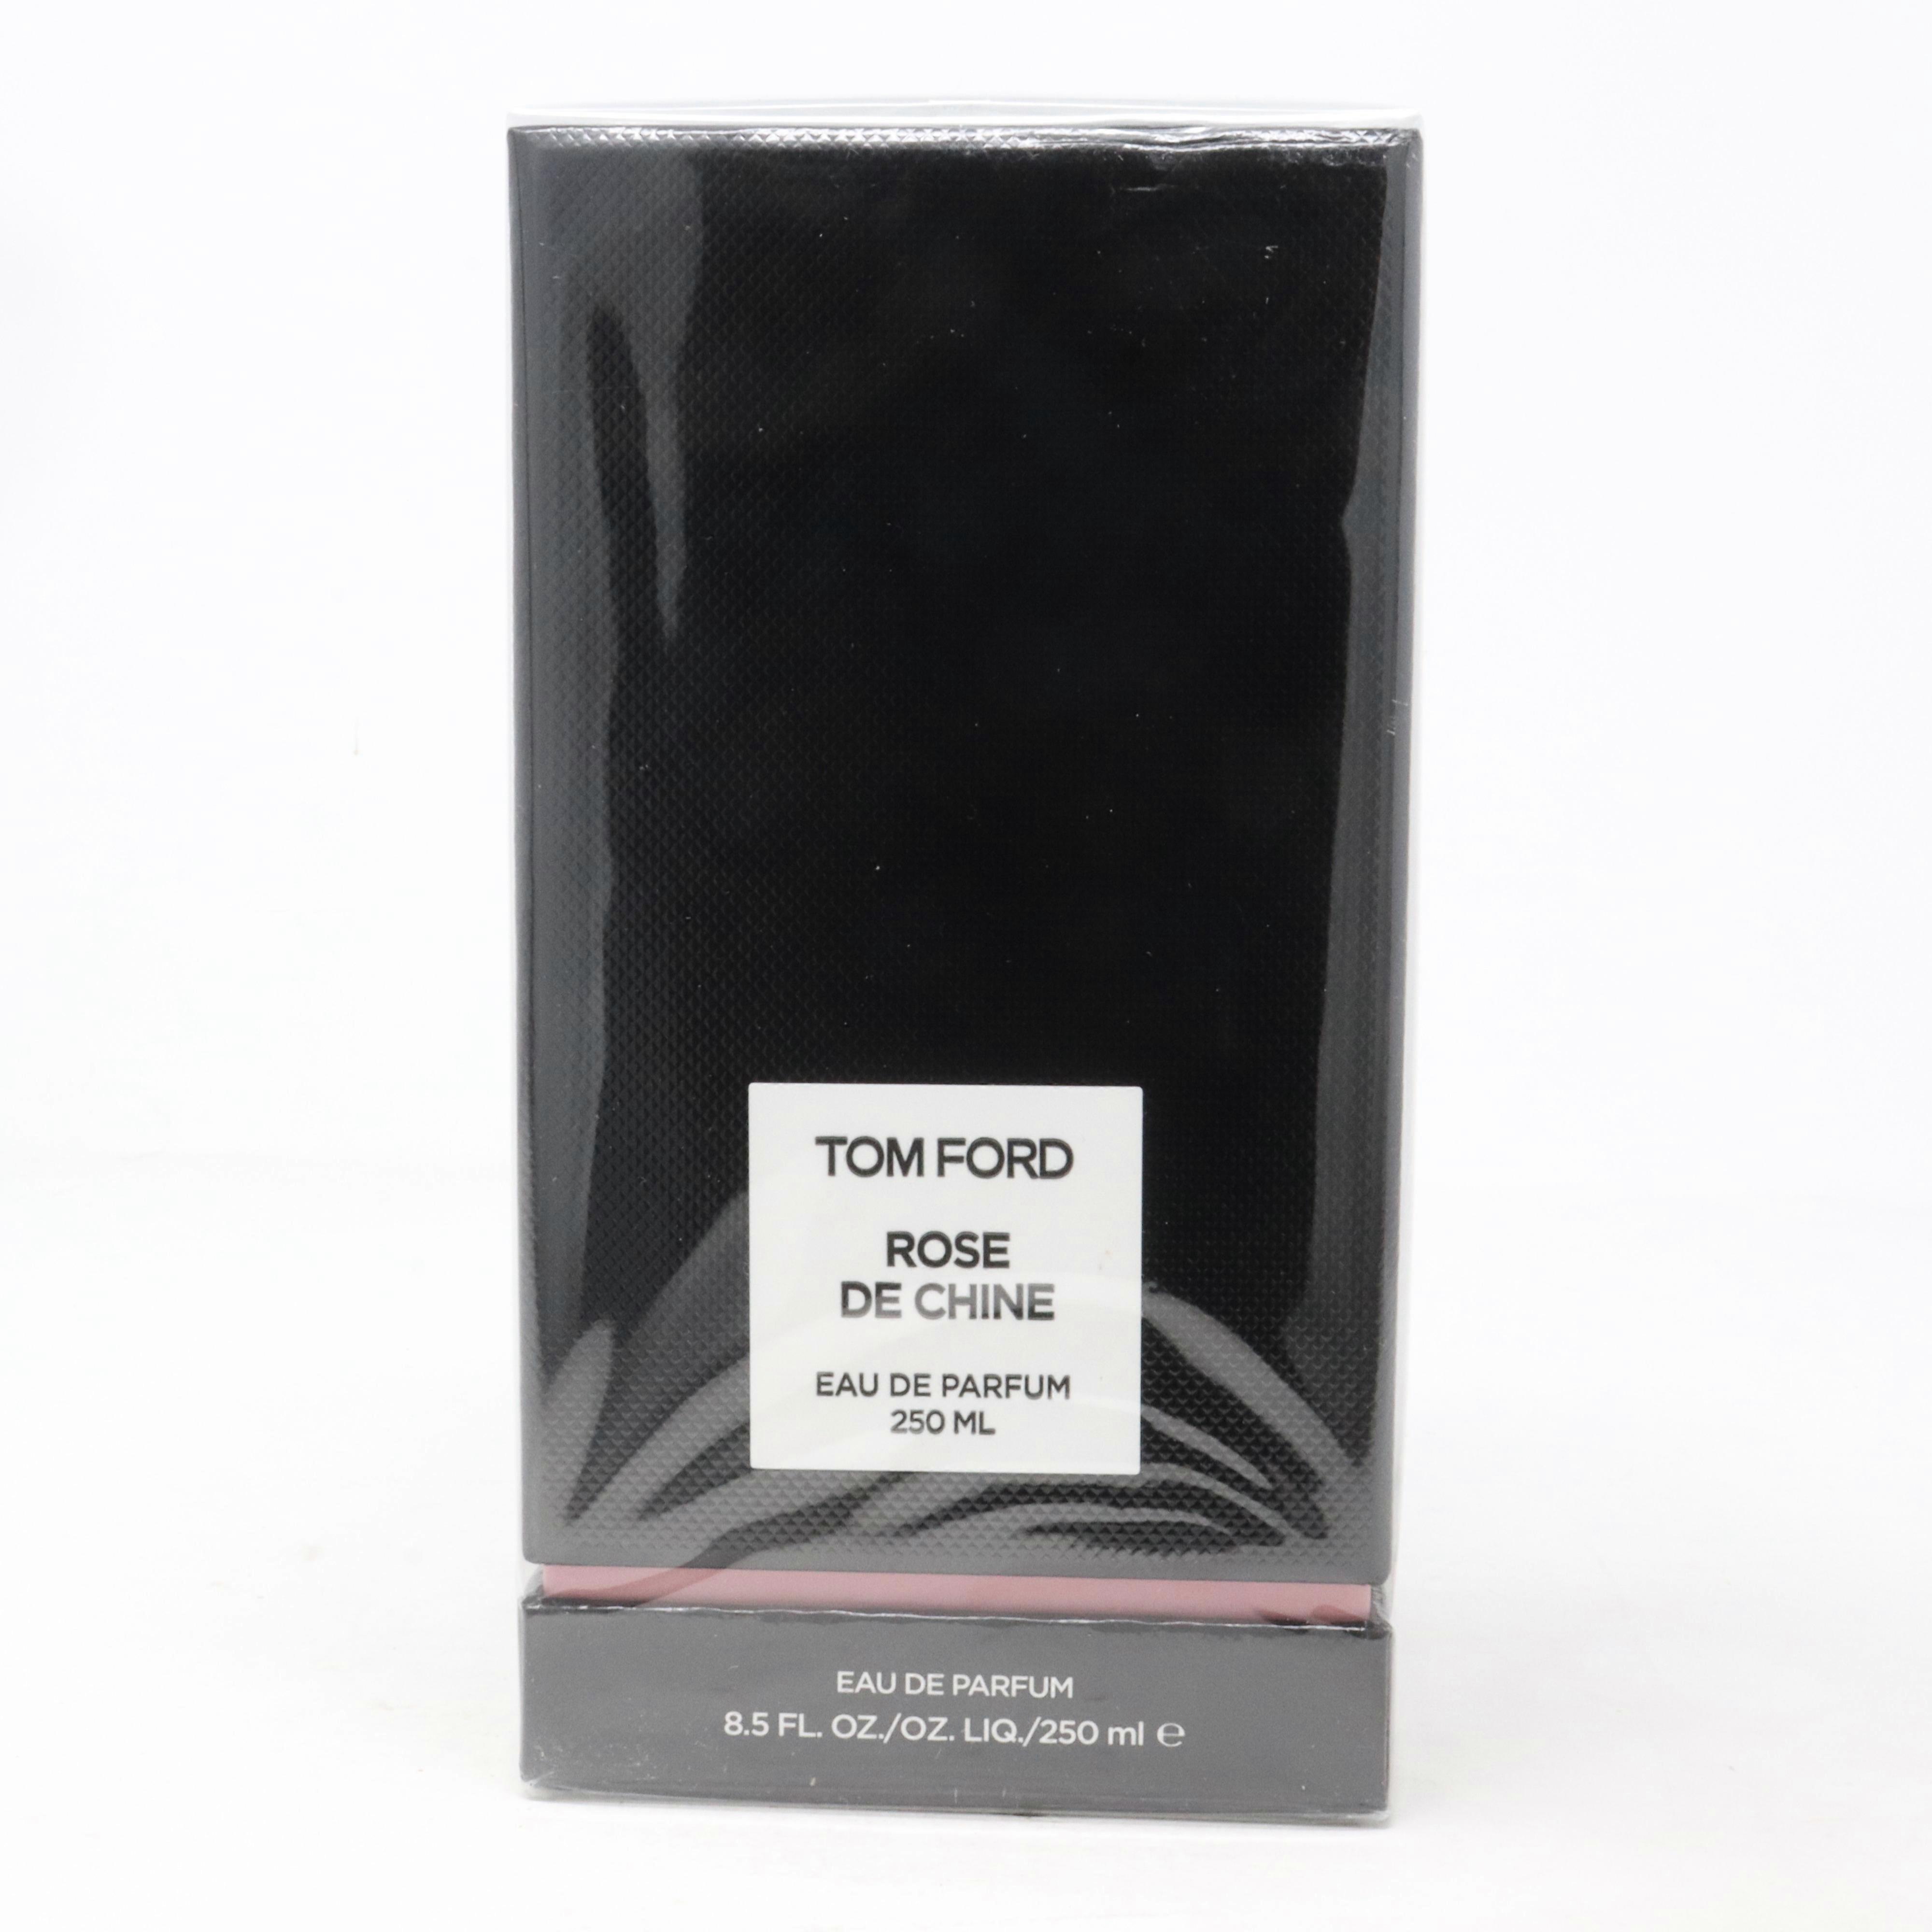 TOM FORD
ROSE
DE CHINE
EAU DE PARFUM
250 ML
EAU DE PARFUM
8.5 FL. OZ./OZ. LIQ./250 ml ℮